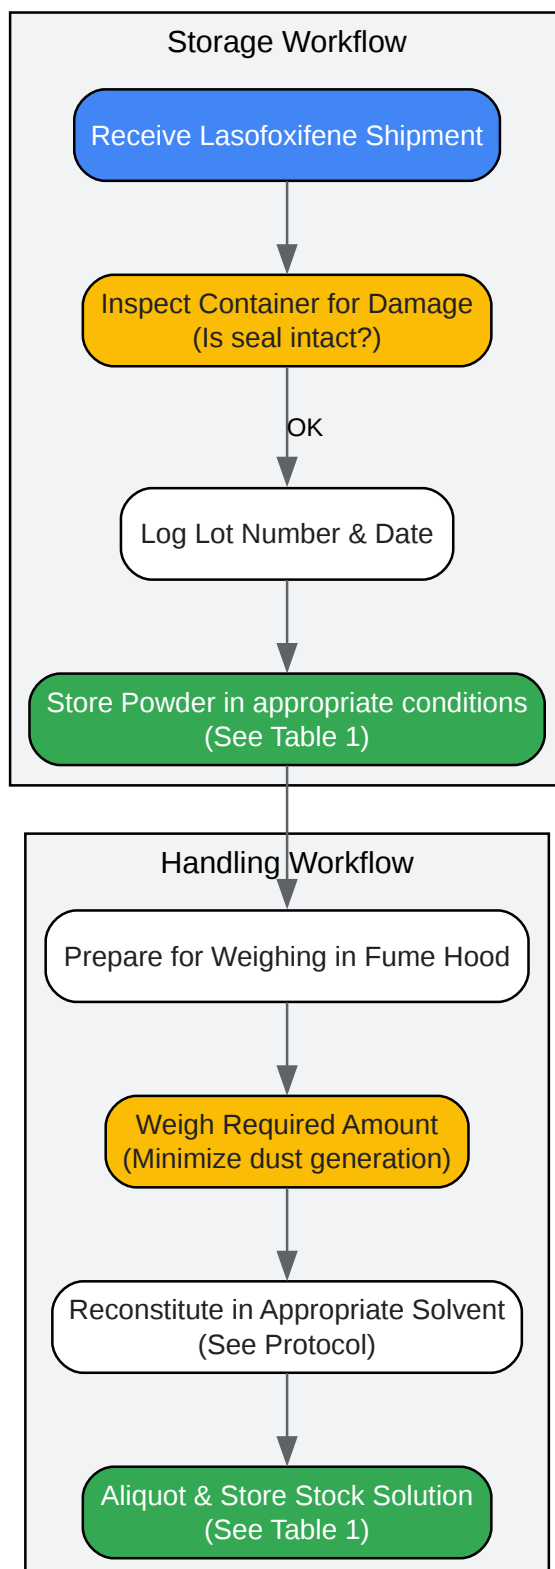 Storage Workflow
Receive Lasofoxifene Shipment
Inspect Container for Damage
(Is seal intact?)
OK
Log Lot Number & Date
Store Powder in appropriate conditions
(See Table 1)
Handling Workflow
Prepare for Weighing in Fume Hood
Weigh Required Amount
(Minimize dust generation)
Reconstitute in Appropriate Solvent
(See Protocol)
Aliquot & Store Stock Solution
(See Table 1)